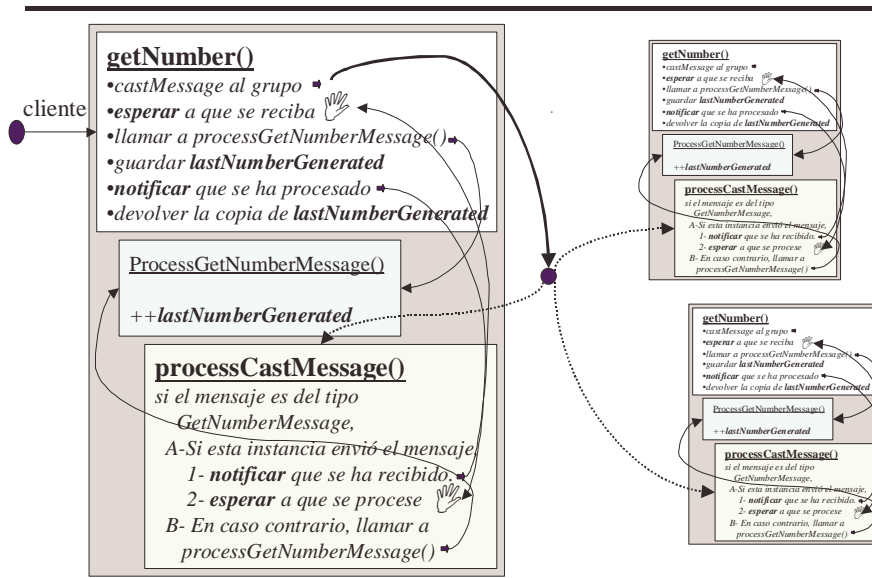 cliente
getNumber()
•castMessage al grupo
•esperar a que se reciba
•llamar a processGetNumberMessage()
•guardar lastNumberGenerated
•notificar que se ha procesado
•devolver la copia de lastNumberGenerated
ProcessGetNumberMessage()
++lastNumberGenerated
processCastMessage()
si el mensaje es del tipo
GetNumberMessage,
A-Si esta instancia envió el mensaje,
1- notificar que se ha recibido.
2- esperar a que se procese
B- En caso contrario, llamar a
processGetNumberMessage()
getNumber()
•castMessage al grupo
•esperar a que se reciba
•llamar a processGetNumberMessage()
•guardar lastNumberGenerated
•notificar que se ha procesado
•devolver la copia de lastNumberGenerated
ProcessGetNumberMessage()
++lastNumberGenerated
processCastMessage()
si el mensaje es del tipo
GetNumberMessage,
A-Si esta instancia envió el mensaje,
1- notificar que se ha recibido.
2- esperar a que se procese
B- En caso contrario, llamar a
processGetNumberMessage()
getNumber()
•castMessage al grupo
•esperar a que se reciba
•llamar a processGetNumberMessage()
•guardar lastNumberGenerated
•notificar que se ha procesado
•devolver la copia de lastNumberGenerated
ProcessGetNumberMessage()
++lastNumberGenerated
processCastMessage()
si el mensaje es del tipo
GetNumberMessage,
A-Si esta instancia envió el mensaje,
1- notificar que se ha recibido.
2- esperar a que se procese
B- En caso contrario, llamar a
processGetNumberMessage()